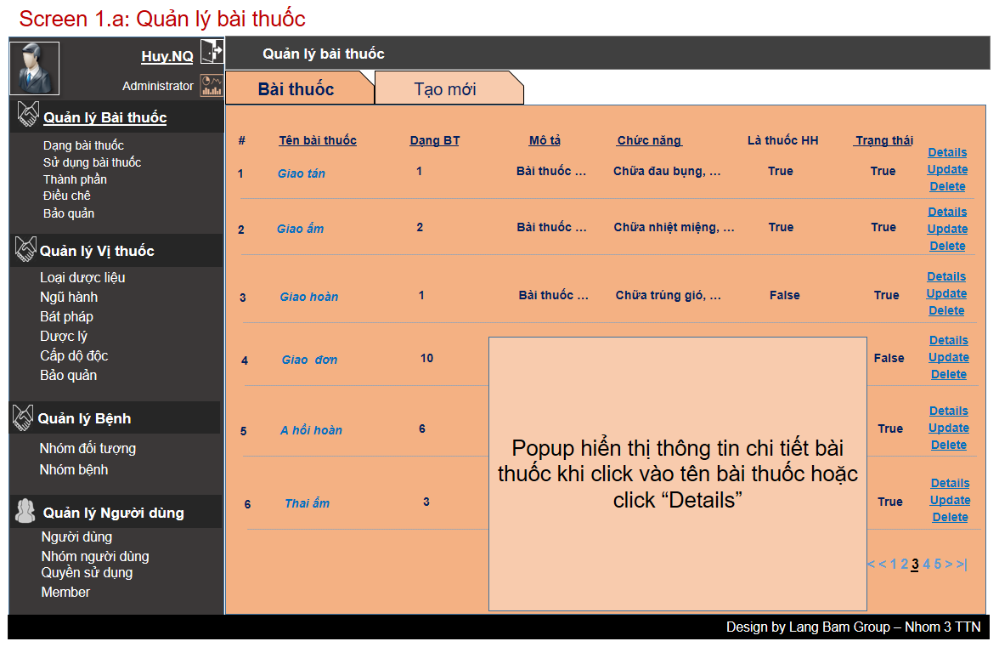 Screen 1.a: Quản lý bài thuốc
Huy.NQ
Administrator
Quản lý Bài thuốc
Dạng bài thuốc
Sử dụng bài thuốc
Thành phần
Điều chê
Bảo quản
Quản lý Vị thuốc
Loại dược liệu
Ngũ hành
Bát pháp
Dược lý
Cấp dộ độc
Bảo quản
Quản lý Bệnh
Nhóm đối tượng
Nhóm bệnh
Quản lý Người dùng
Người dùng
Nhóm người dùng
Quyền sử dụng
Member
Quản lý bài thuốc
Bài thuốc Tạo mới
# Tên bài thuốc Dạng BT Mô tả Chức năng Là thuốc HH Trạng thái
1 Giao tán 1 Bài thuốc ... Chữa đau bụng, ... True True
Details
Update
Delete
2 Giao ấm 2 Bài thuốc ... Chữa nhiệt miệng, ... True True
Details
Update
Delete
3 Giao hoàn 1 Bài thuốc ... Chữa trúng gió, ... False True
Details
Update
Delete
4 Giao đơn 10 False
Details
Update
Delete
5 A hồi hoàn 6 True
Details
Update
Delete
6 Thai ấm 3 True
Details
Update
Delete
Popup hiển thị thông tin chi tiết bài
thuốc khi click vào tên bài thuốc hoặc
click “Details”
< < 1 2 3 4 5 > >|
Design by Lang Bam Group – Nhom 3 TTN